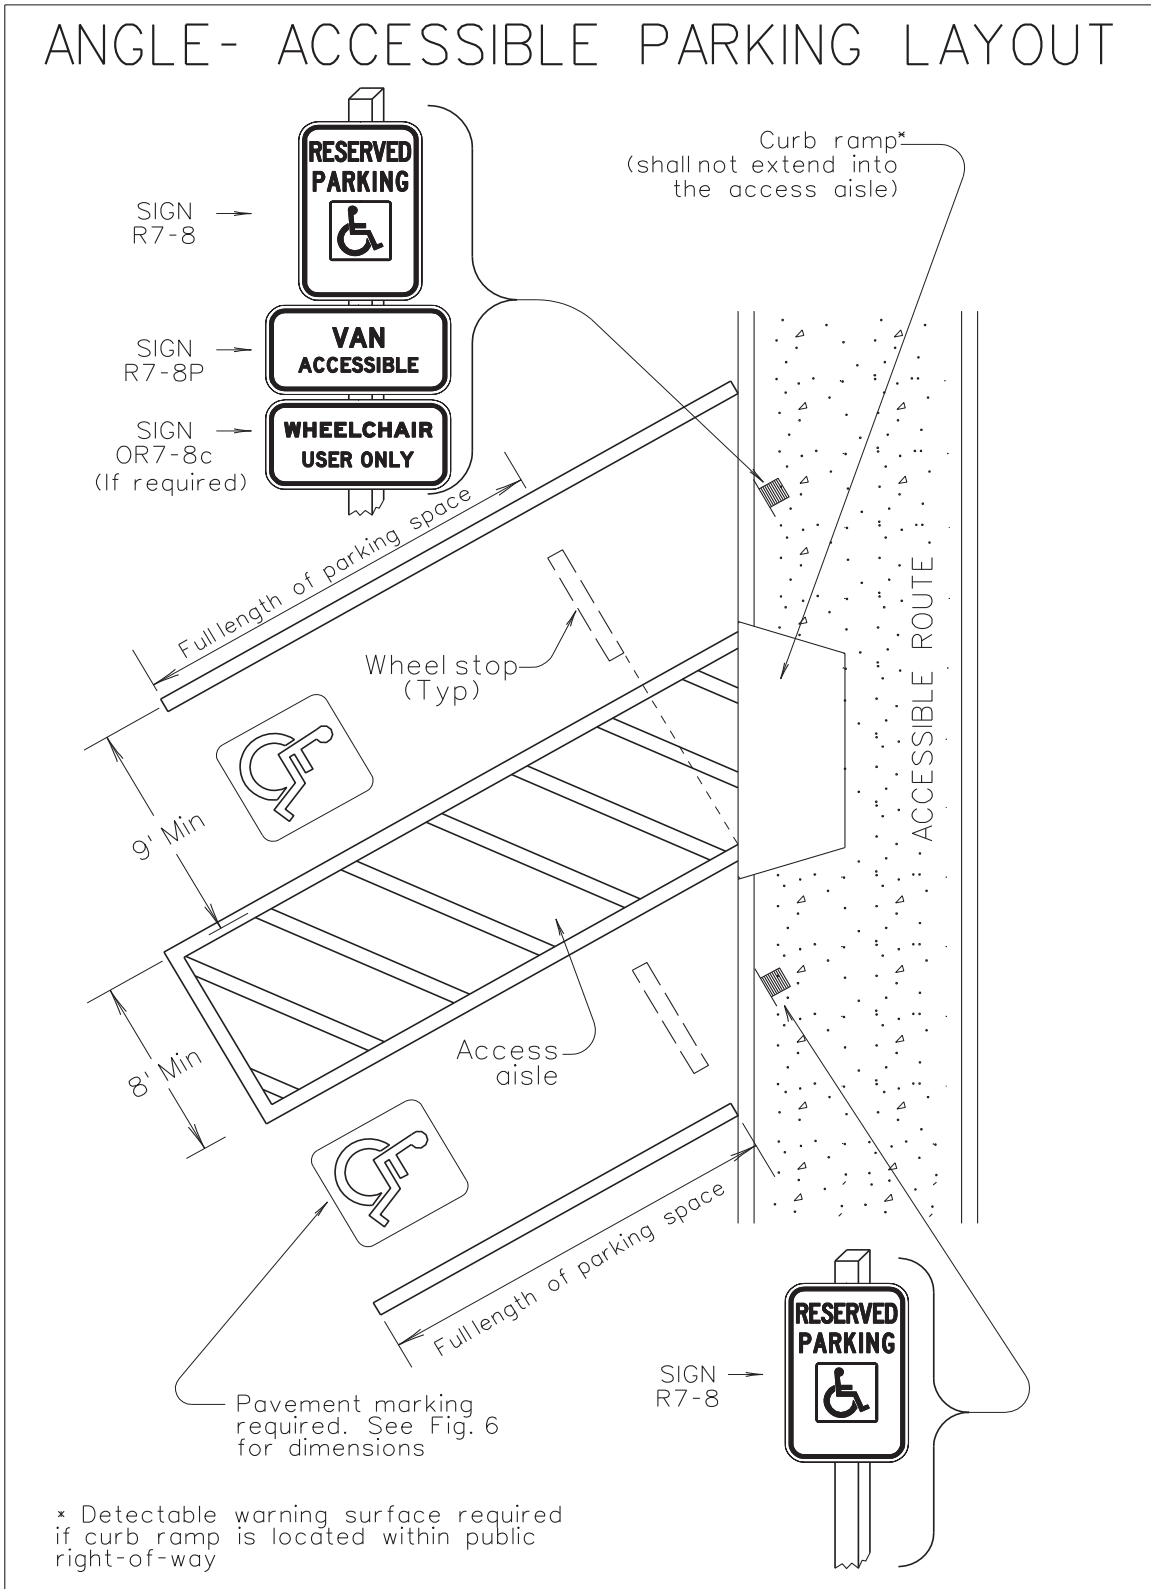 ANGLE- ACCESSIBLE PARKING LAYOUT
RESERVED
PARKING
SIGN
R7-8
VAN
ACCESSIBLE
SIGN
R7-8P
WHEELCHAIR
USER ONLY
SIGN
OR7-8c
(If required)
Curb ramp*
(shall not extend into
the access aisle)
Full length of parking space
Wheel stop
(Typ)
ACCESSIBLE ROUTE
9' Min
8' Min
Access
aisle
Full length of parking space
Pavement marking
required. See Fig. 6
for dimensions
RESERVED
PARKING
SIGN
R7-8
* Detectable warning surface required
if curb ramp is located within public
right-of-way